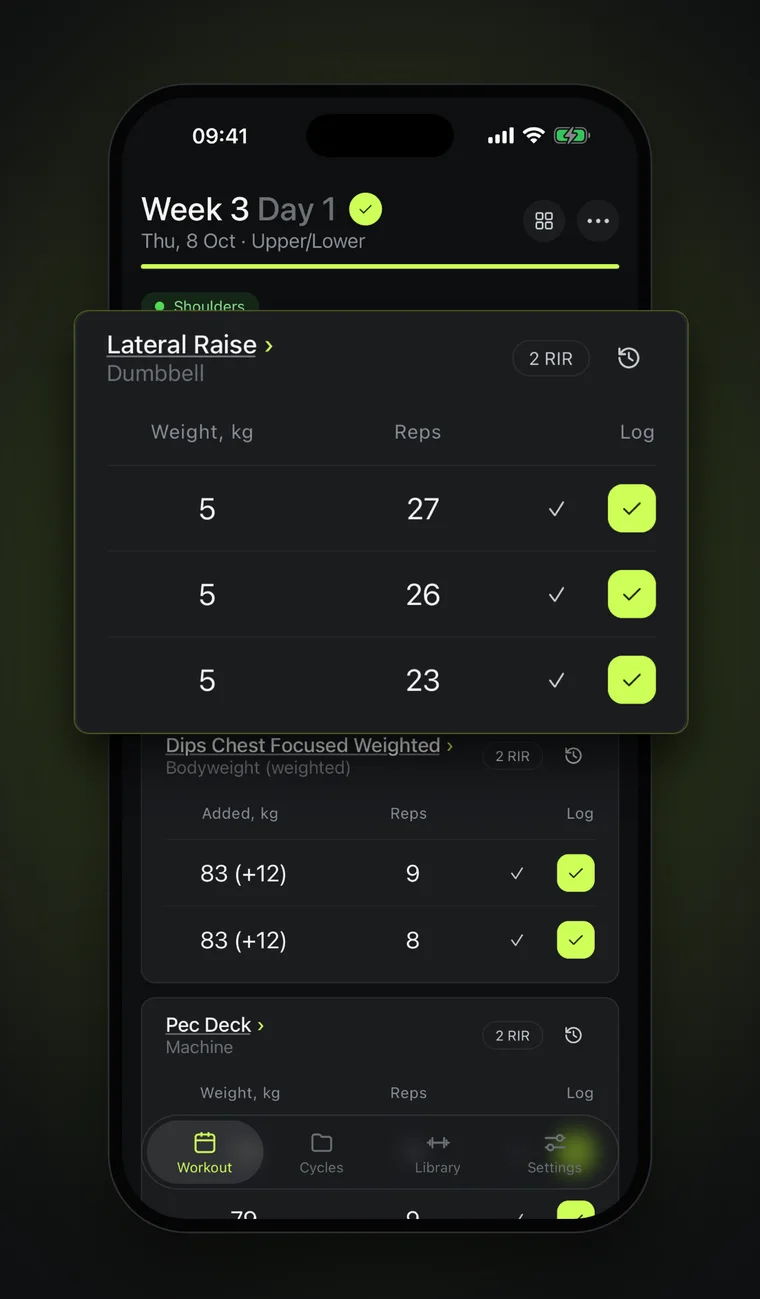 09:41
Week 3 Day 1
Thu, 8 Oct · Upper/Lower
Shoulders
Lateral Raise ›
2 RIR
Dumbbell
Weight, kg Reps Log
5 27
5 26
5 23
Dips Chest Focused Weighted ›
2 RIR
Bodyweight (weighted)
Added, kg Reps Log
83 (+12) 9
83 (+12) 8
Pec Deck ›
2 RIR
Machine
Weight, kg Reps Log
Workout Cycles Library Settings
79 9